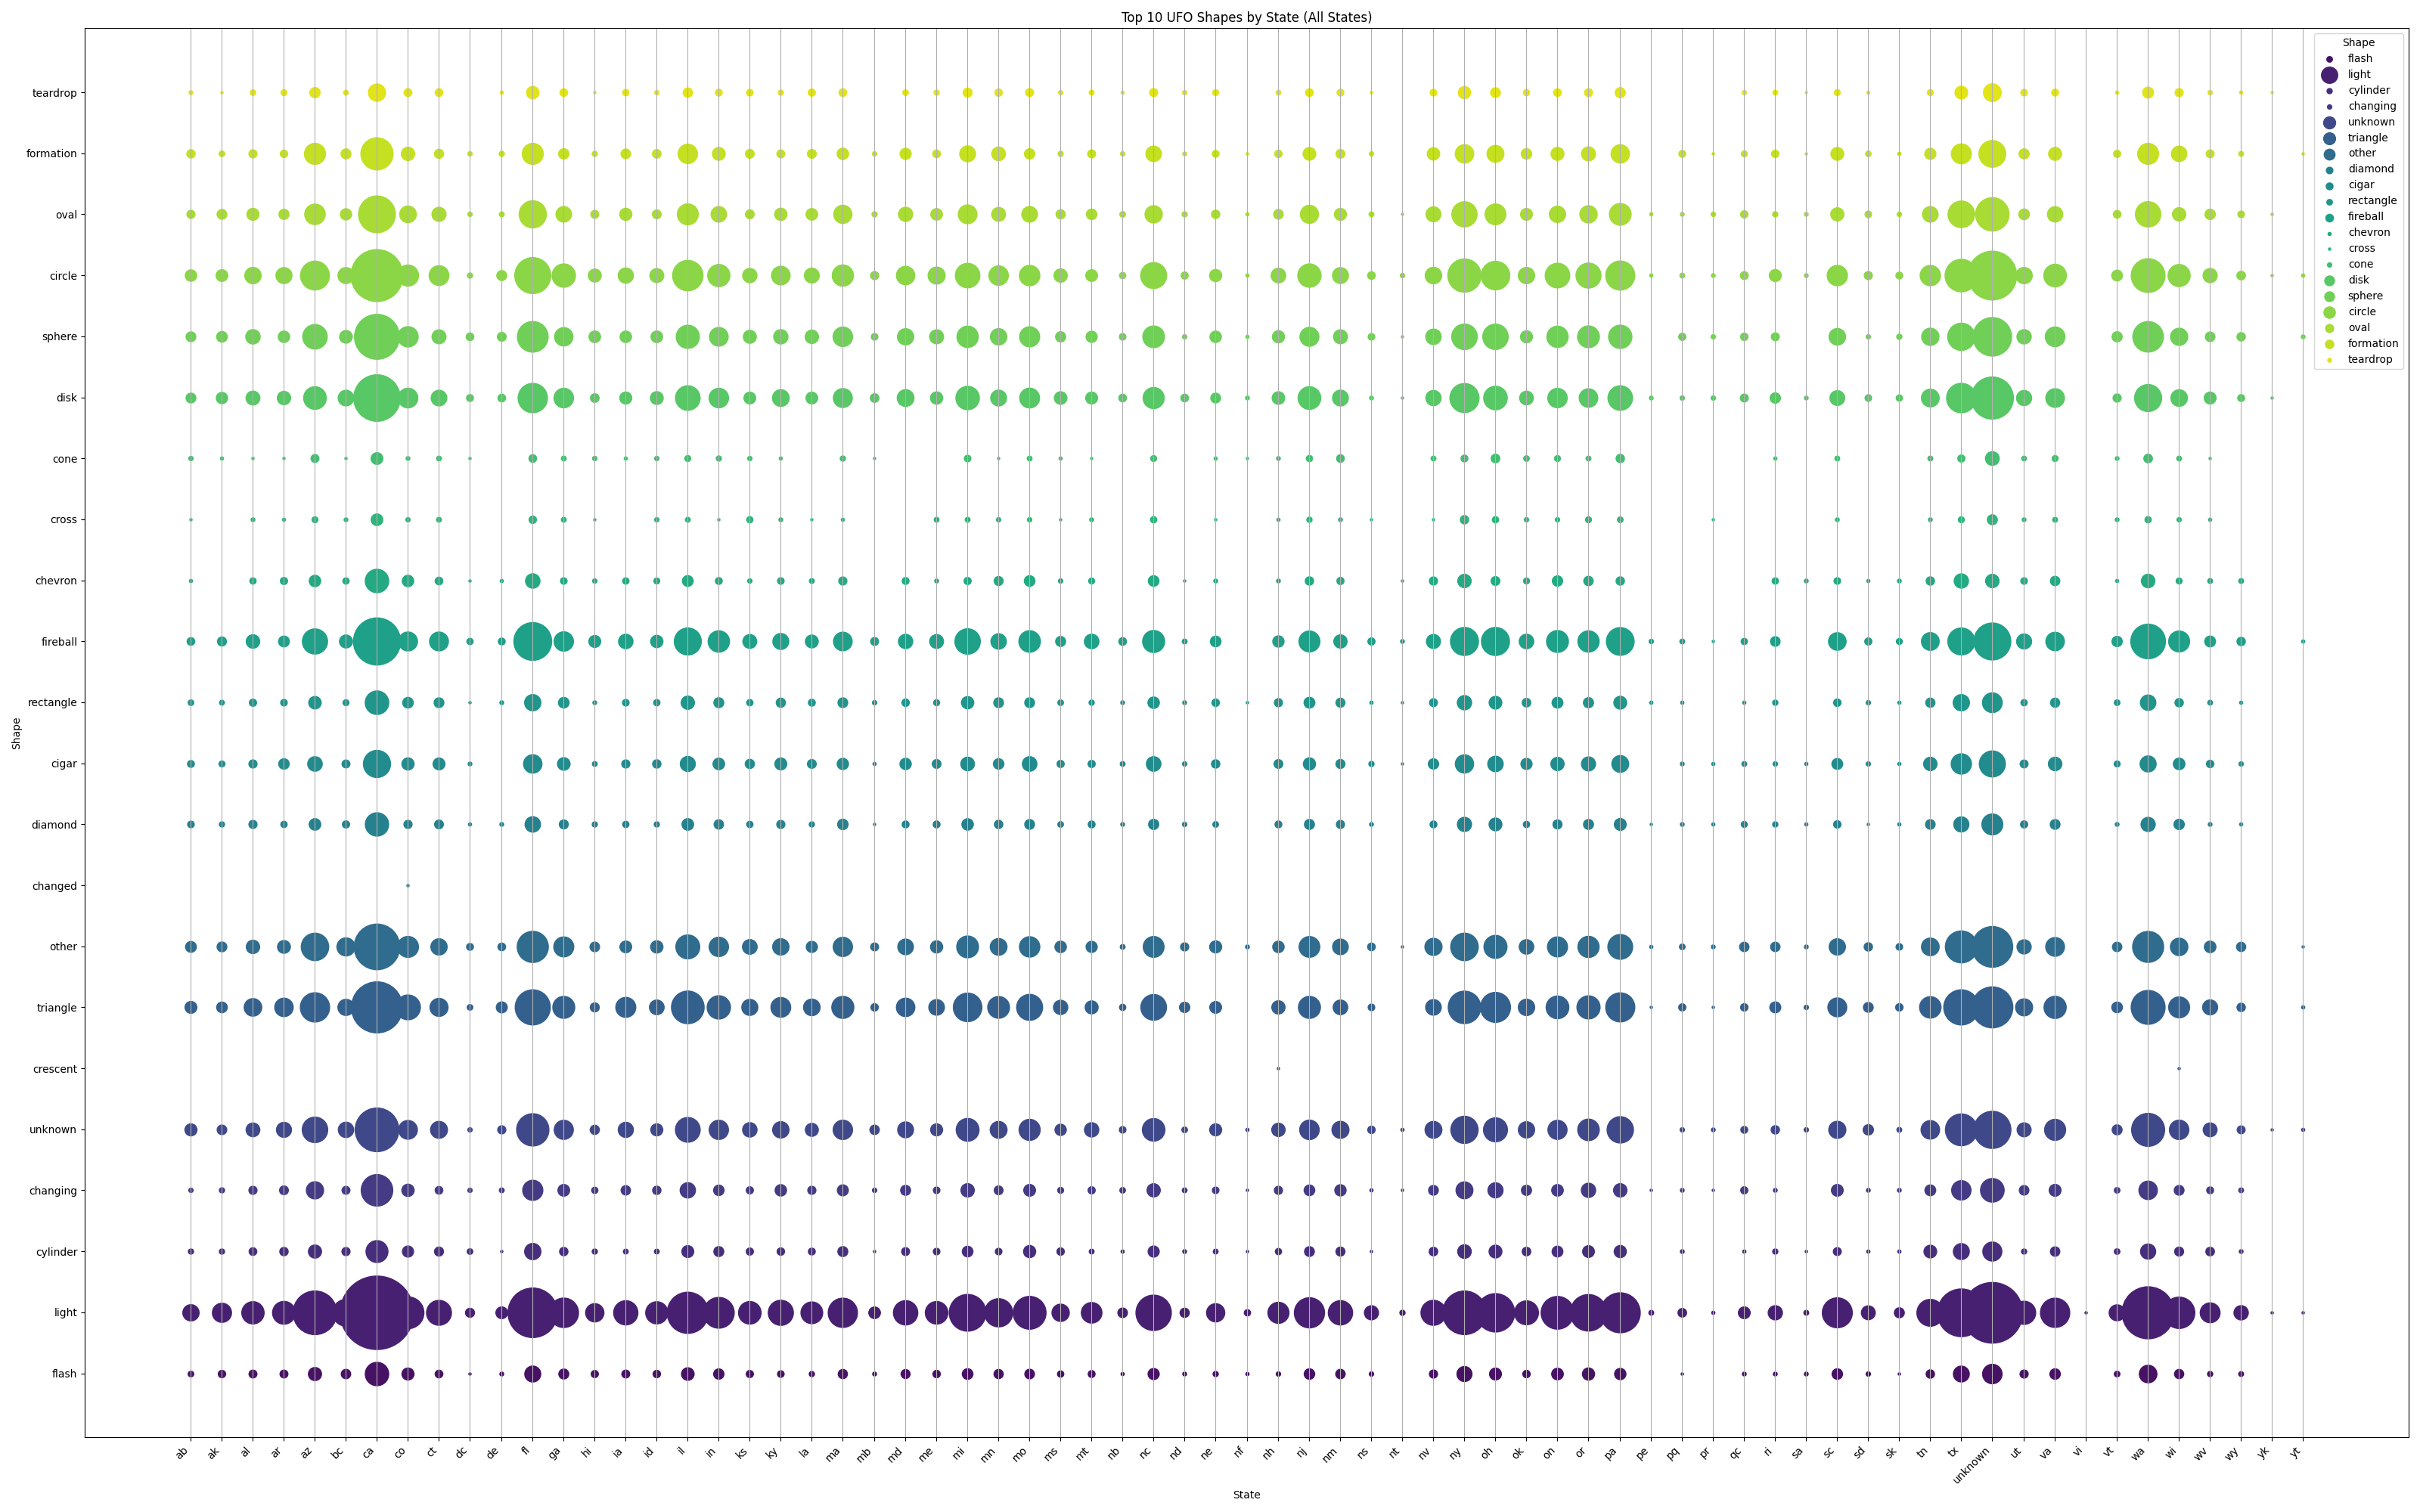 Top 10 UFO Shapes by State (All States)
Shape
flash
light
cylinder
changing
unknown
triangle
other
diamond
cigar
rectangle
fireball
chevron
cross
cone
disk
sphere
circle
oval
formation
teardrop
teardrop
formation
oval
circle
sphere
disk
cone
cross
chevron
fireball
rectangle
cigar
diamond
changed
other
triangle
crescent
unknown
changing
cylinder
light
flash
Shape
ab ak al ar az bc ca co ct dc de fl ga hi ia id il in ks ky la ma mb md me mi mn mo ms mt nb nc nd ne nf nh nj nm ns nt nv ny oh ok on or pa pe pq pr qc ri sa sc sd sk tn tx unknown ut va vi vt wa wi wv wy yk yt
State